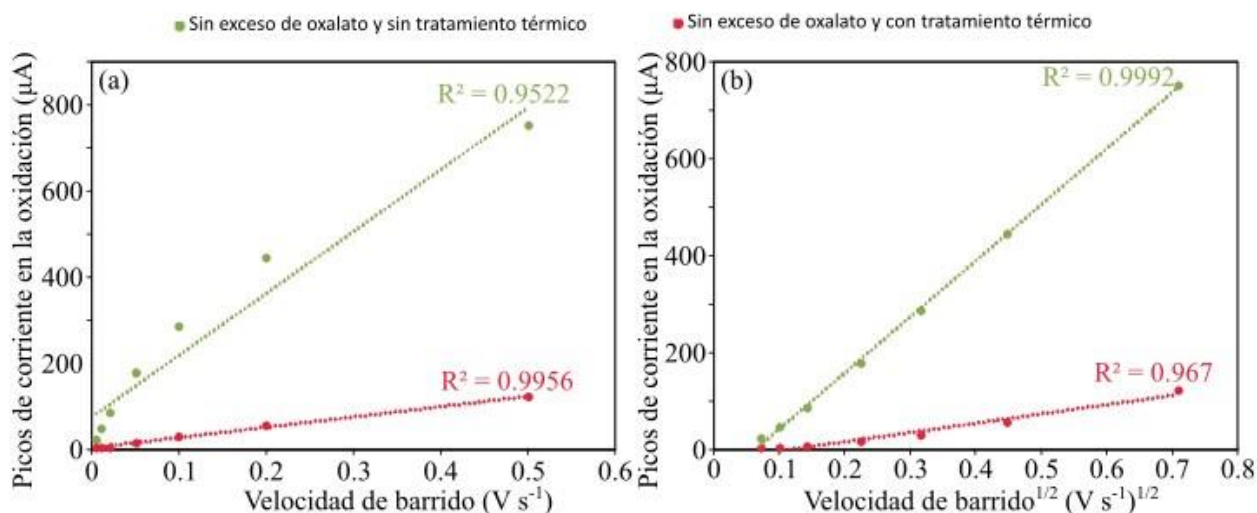 Sin exceso de oxalato y sin tratamiento térmico
Sin exceso de oxalato y con tratamiento térmico
(a)
Picos de corriente en la oxidación (µA)
800
600
400
200
0
R² = 0.9522
R² = 0.9956
0 0.1 0.2 0.3 0.4 0.5 0.6
Velocidad de barrido (V s⁻¹)
(b)
Picos de corriente en la oxidación (µA)
800
600
400
200
0
R² = 0.9992
R² = 0.967
0 0.1 0.2 0.3 0.4 0.5 0.6 0.7 0.8
Velocidad de barrido¹/² (V s⁻¹)¹/²